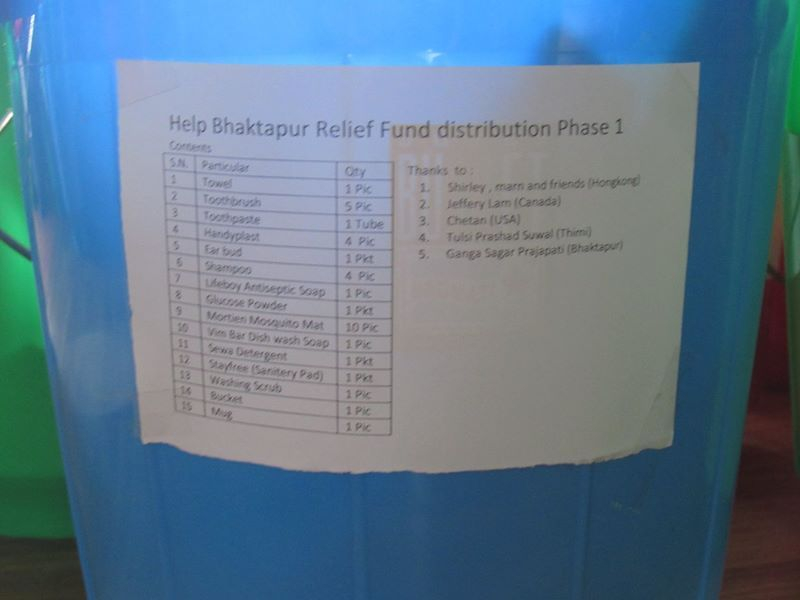 Help Bhaktapur Relief Fund distribution Phase 1
Contents
S.N. Particular Qty
1 Towel 1 Pic
2 Toothbrush 5 Pic
3 Toothpaste 1 Tube
4 Handyplast 4 Pic
5 Ear bud 1 Pkt
6 Shampoo 4 Pic
7 Lifeboy Antiseptic Soap 1 Pic
8 Glucose Powder 1 Pkt
9 Mortien Mosquito Mat 10 Pic
10 Vim Bar Dish wash Soap 1 Pic
11 Sewa Detergent 1 Pkt
12 Stayfree (Sanitery Pad) 1 Pkt
13 Washing Scrub 1 Pic
14 Bucket 1 Pic
15 Mug 1 Pic
Thanks to :
1. Shirley , marn and friends (Hongkong)
2. Jeffery Lam (Canada)
3. Chetan (USA)
4. Tulsi Prashad Suwal (Thimi)
5. Ganga Sagar Prajapati (Bhaktapur)